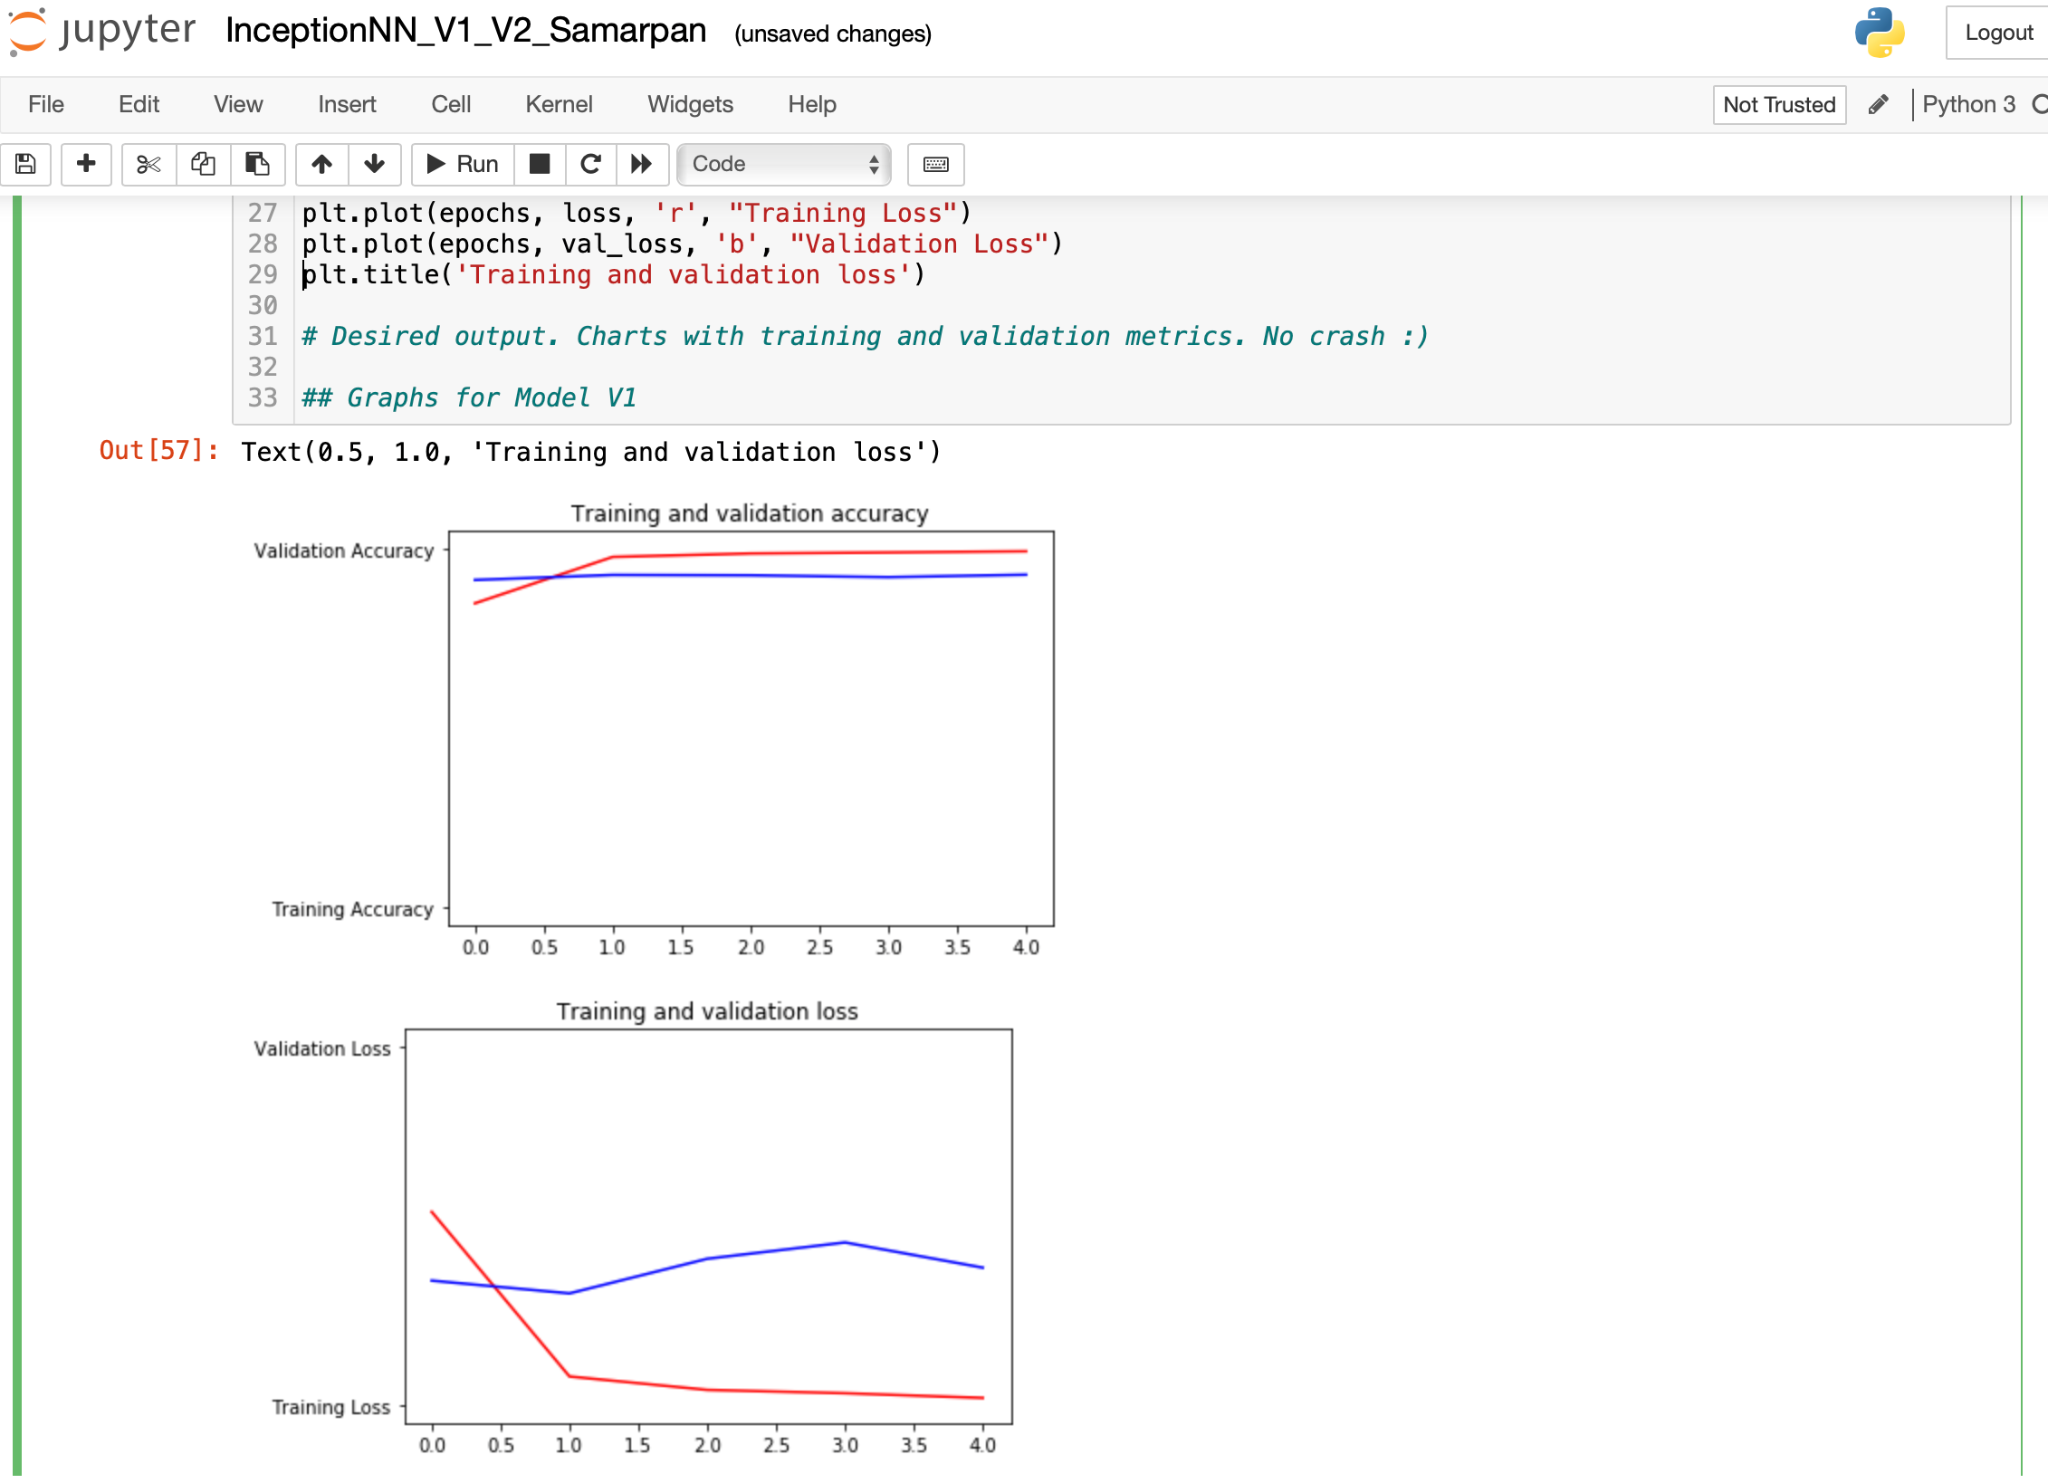 jupyter InceptionNN_V1_V2_Samarpan (unsaved changes) Logout
File Edit View Insert Cell Kernel Widgets Help Not Trusted Python 3
Run Code
27 plt.plot(epochs, loss, 'r', "Training Loss")
28 plt.plot(epochs, val_loss, 'b', "Validation Loss")
29 plt.title('Training and validation loss')
30
31 # Desired output. Charts with training and validation metrics. No crash :)
32
33 ## Graphs for Model V1
Out[57]: Text(0.5, 1.0, 'Training and validation loss')
Training and validation accuracy
Validation Accuracy
Training Accuracy
0.0 0.5 1.0 1.5 2.0 2.5 3.0 3.5 4.0
Training and validation loss
Validation Loss
Training Loss
0.0 0.5 1.0 1.5 2.0 2.5 3.0 3.5 4.0